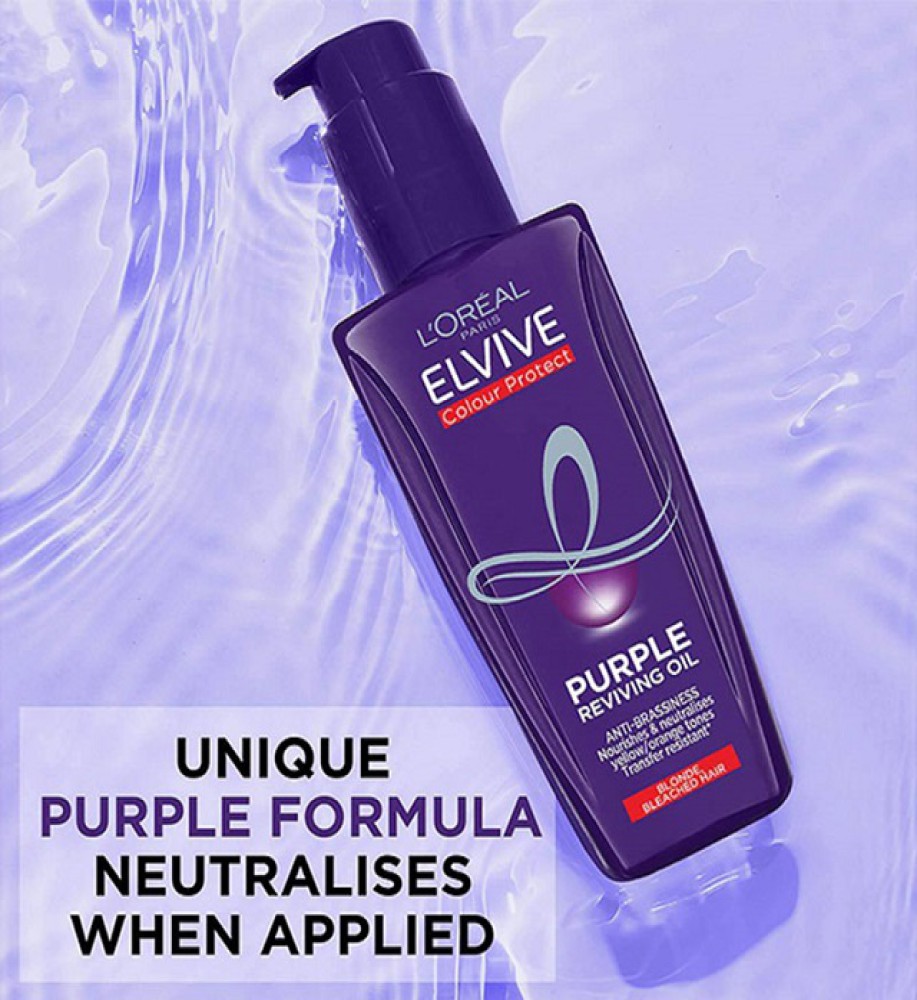 L'ORÉAL
PARIS
ELVIVE
Colour Protect
PURPLE
REVIVING OIL
ANTI-BRASSINESS
Nourishes & neutralises
yellow/orange tones
Transfer resistant*
BLONDE,
BLEACHED HAIR
UNIQUE
PURPLE FORMULA
NEUTRALISES
WHEN APPLIED